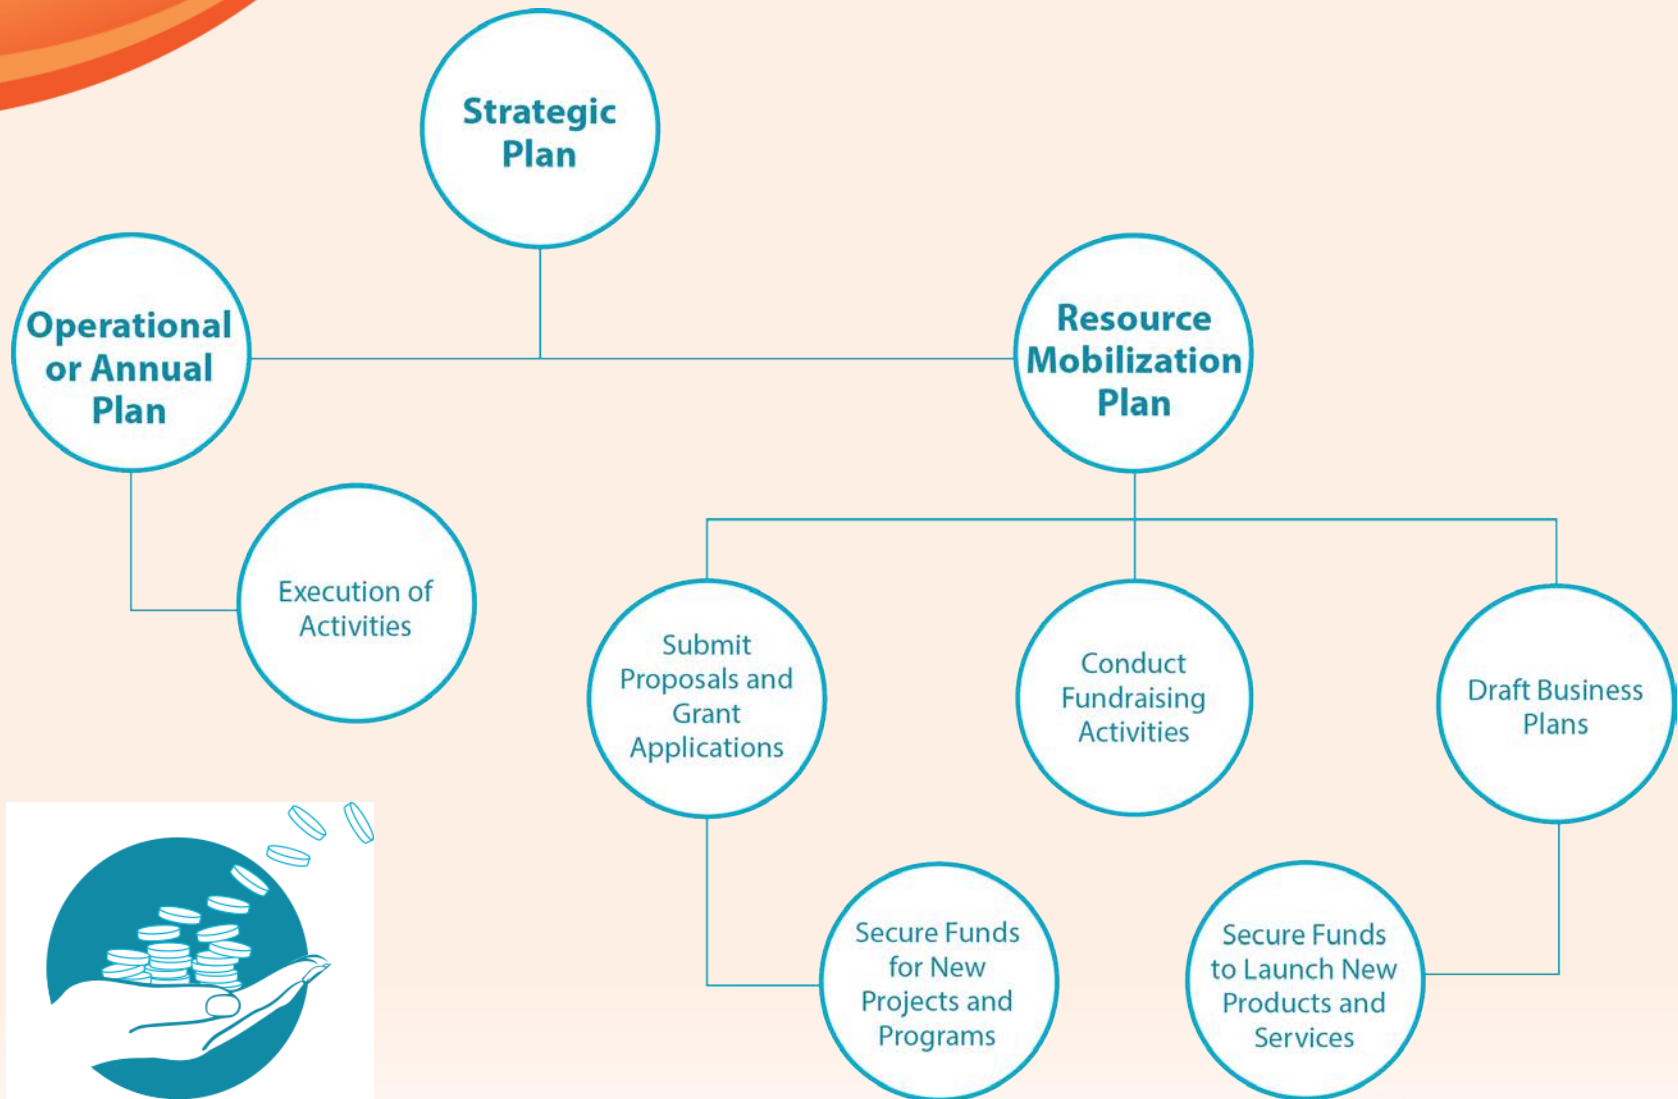 Strategic
Plan
Operational
or Annual
Plan
Resource
Mobilization
Plan
Execution of
Activities
Submit
Proposals and
Grant
Applications
Conduct
Fundraising
Activities
Draft Business
Plans
Secure Funds
for New
Projects and
Programs
Secure Funds
to Launch New
Products and
Services